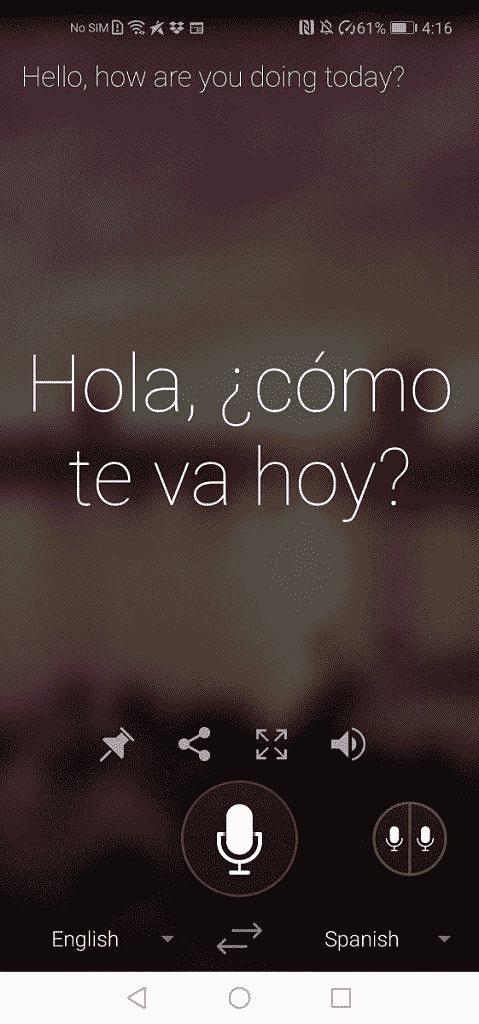 No SIM 61% 4:16
Hello, how are you doing today?
Hola, ¿cómo
te va hoy?
English Spanish